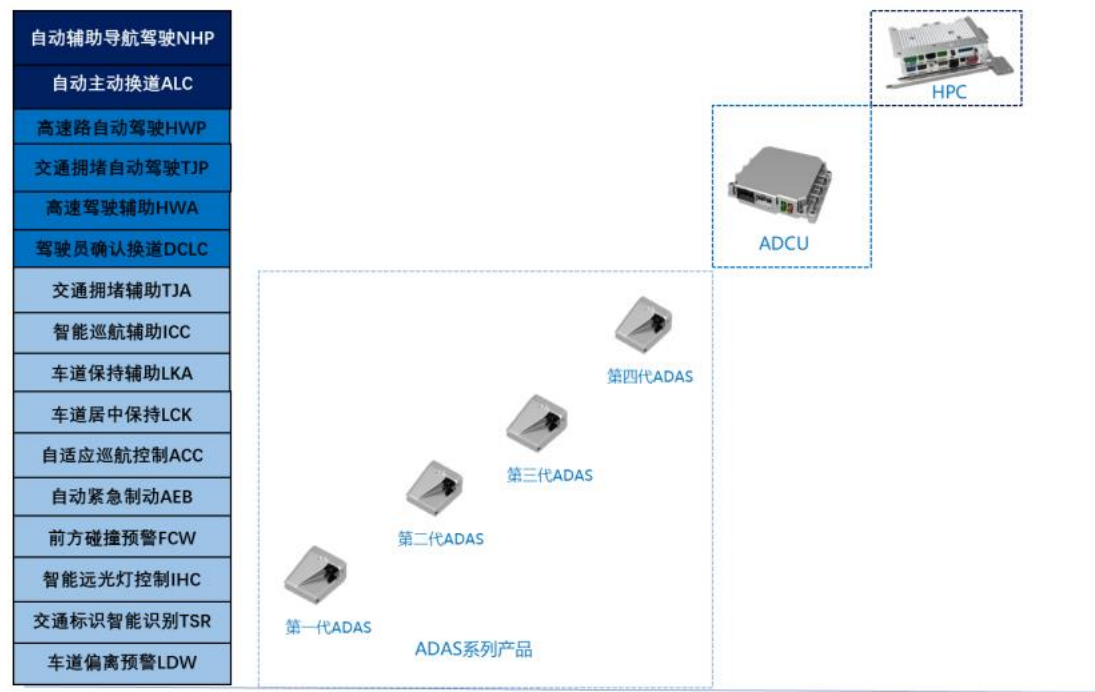 自动辅助导航驾驶NHP
自动主动换道ALC
高速路自动驾驶HWP
交通拥堵自动驾驶TJP
高速驾驶辅助HWA
驾驶员确认换道DCLC
交通拥堵辅助TJA
智能巡航辅助ICC
车道保持辅助LKA
车道居中保持LCK
自适应巡航控制ACC
自动紧急制动AEB
前方碰撞预警FCW
智能远光灯控制IHC
交通标识智能识别TSR
车道偏离预警LDW
HPC
ADCU
第四代ADAS
第三代ADAS
第二代ADAS
第一代ADAS
ADAS系列产品